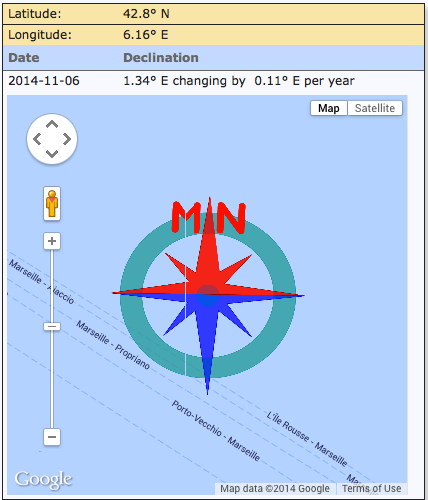 Latitude: 42.8° N
Longitude: 6.16° E
Date Declination
2014-11-06 1.34° E changing by 0.11° E per year
Map Satellite
MN
Marseille - Ajaccio
Marseille - Propriano
Porto-Vecchio - Marseille
L'Île Rousse - Marseille
Google
Map data ©2014 Google Terms of Use